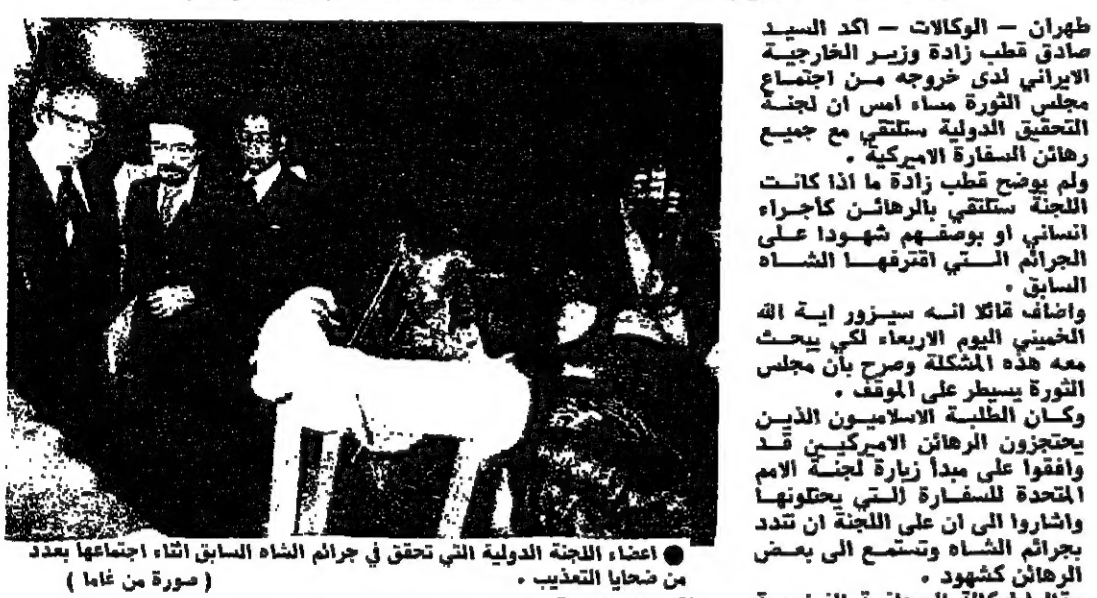 طهران — الوكالات — اكد السيد
صادق قطب زادة وزير الخارجية
الايراني لدى خروجه من اجتماع
مجلس الثورة مساء امس ان لجنة
التحقيق الدولية ستلتقي مع جميع
رهائن السفارة الاميركية .
ولم يوضح قطب زادة ما اذا كانت
اللجنة ستلتقي بالرهائن كأجراء
انساني او بوصفهم شهودا على
الجرائم التي اقترفها الشاه
السابق .
واضاف قائلا انه سيزور اية الله
الخميني اليوم الاربعاء لكي يبحث
معه هذه المشكلة وصرح بأن مجلس
الثورة يسيطر على الموقف .
وكان الطلبة الاسلاميون الذين
يحتجزون الرهائن الاميركيين قد
وافقوا على مبدأ زيارة لجنة الامم
المتحدة للسفارة التي يحتلونها
واشاروا الى ان على اللجنة ان تندد
بجرائم الشاه وتستمع الى بعض
الرهائن كشهود .
● اعضاء اللجنة الدولية التي تحقق في جرائم الشاه السابق اثناء اجتماعها بعدد
من ضحايا التعذيب . ( صورة من غاما )